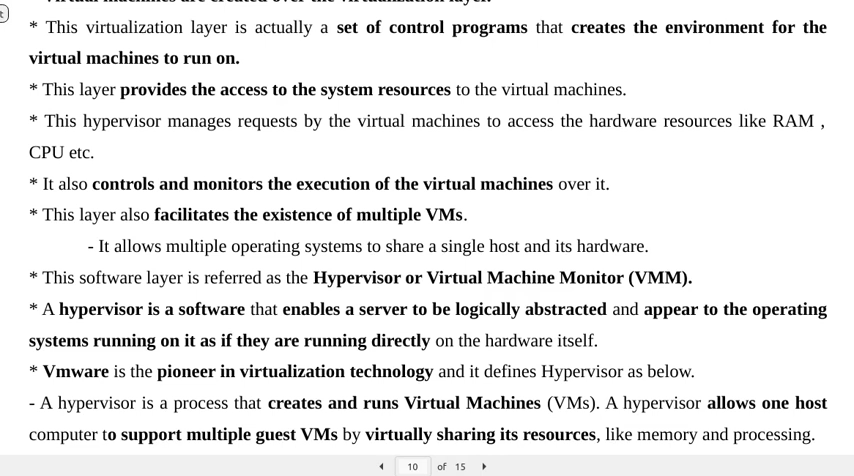 virtual machines are created over the virtualization layer.
* This virtualization layer is actually a set of control programs that creates the environment for the
virtual machines to run on.
* This layer provides the access to the system resources to the virtual machines.
* This hypervisor manages requests by the virtual machines to access the hardware resources like RAM ,
CPU etc.
* It also controls and monitors the execution of the virtual machines over it.
* This layer also facilitates the existence of multiple VMs.
- It allows multiple operating systems to share a single host and its hardware.
* This software layer is referred as the Hypervisor or Virtual Machine Monitor (VMM).
* A hypervisor is a software that enables a server to be logically abstracted and appear to the operating
systems running on it as if they are running directly on the hardware itself.
* Vmware is the pioneer in virtualization technology and it defines Hypervisor as below.
- A hypervisor is a process that creates and runs Virtual Machines (VMs). A hypervisor allows one host
computer to support multiple guest VMs by virtually sharing its resources, like memory and processing.
10 of 15